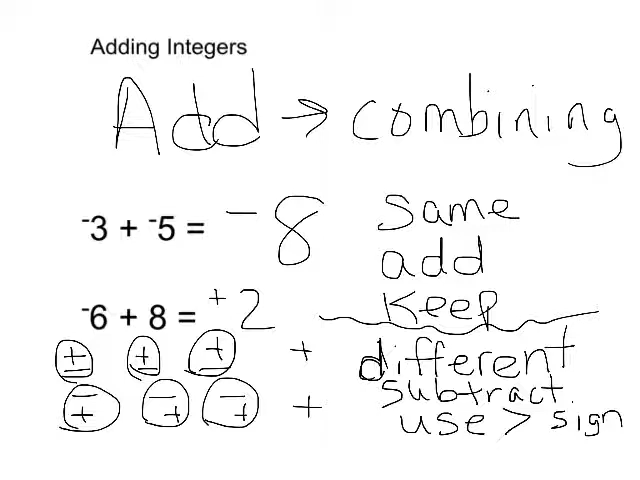 Adding Integers
Add → combining
⁻3 + ⁻5 = ⁻8
same
add
keep
⁻6 + 8 = ⁺2
+ + + +
− − −
different
subtract
use > sign
− − − +
+ + +